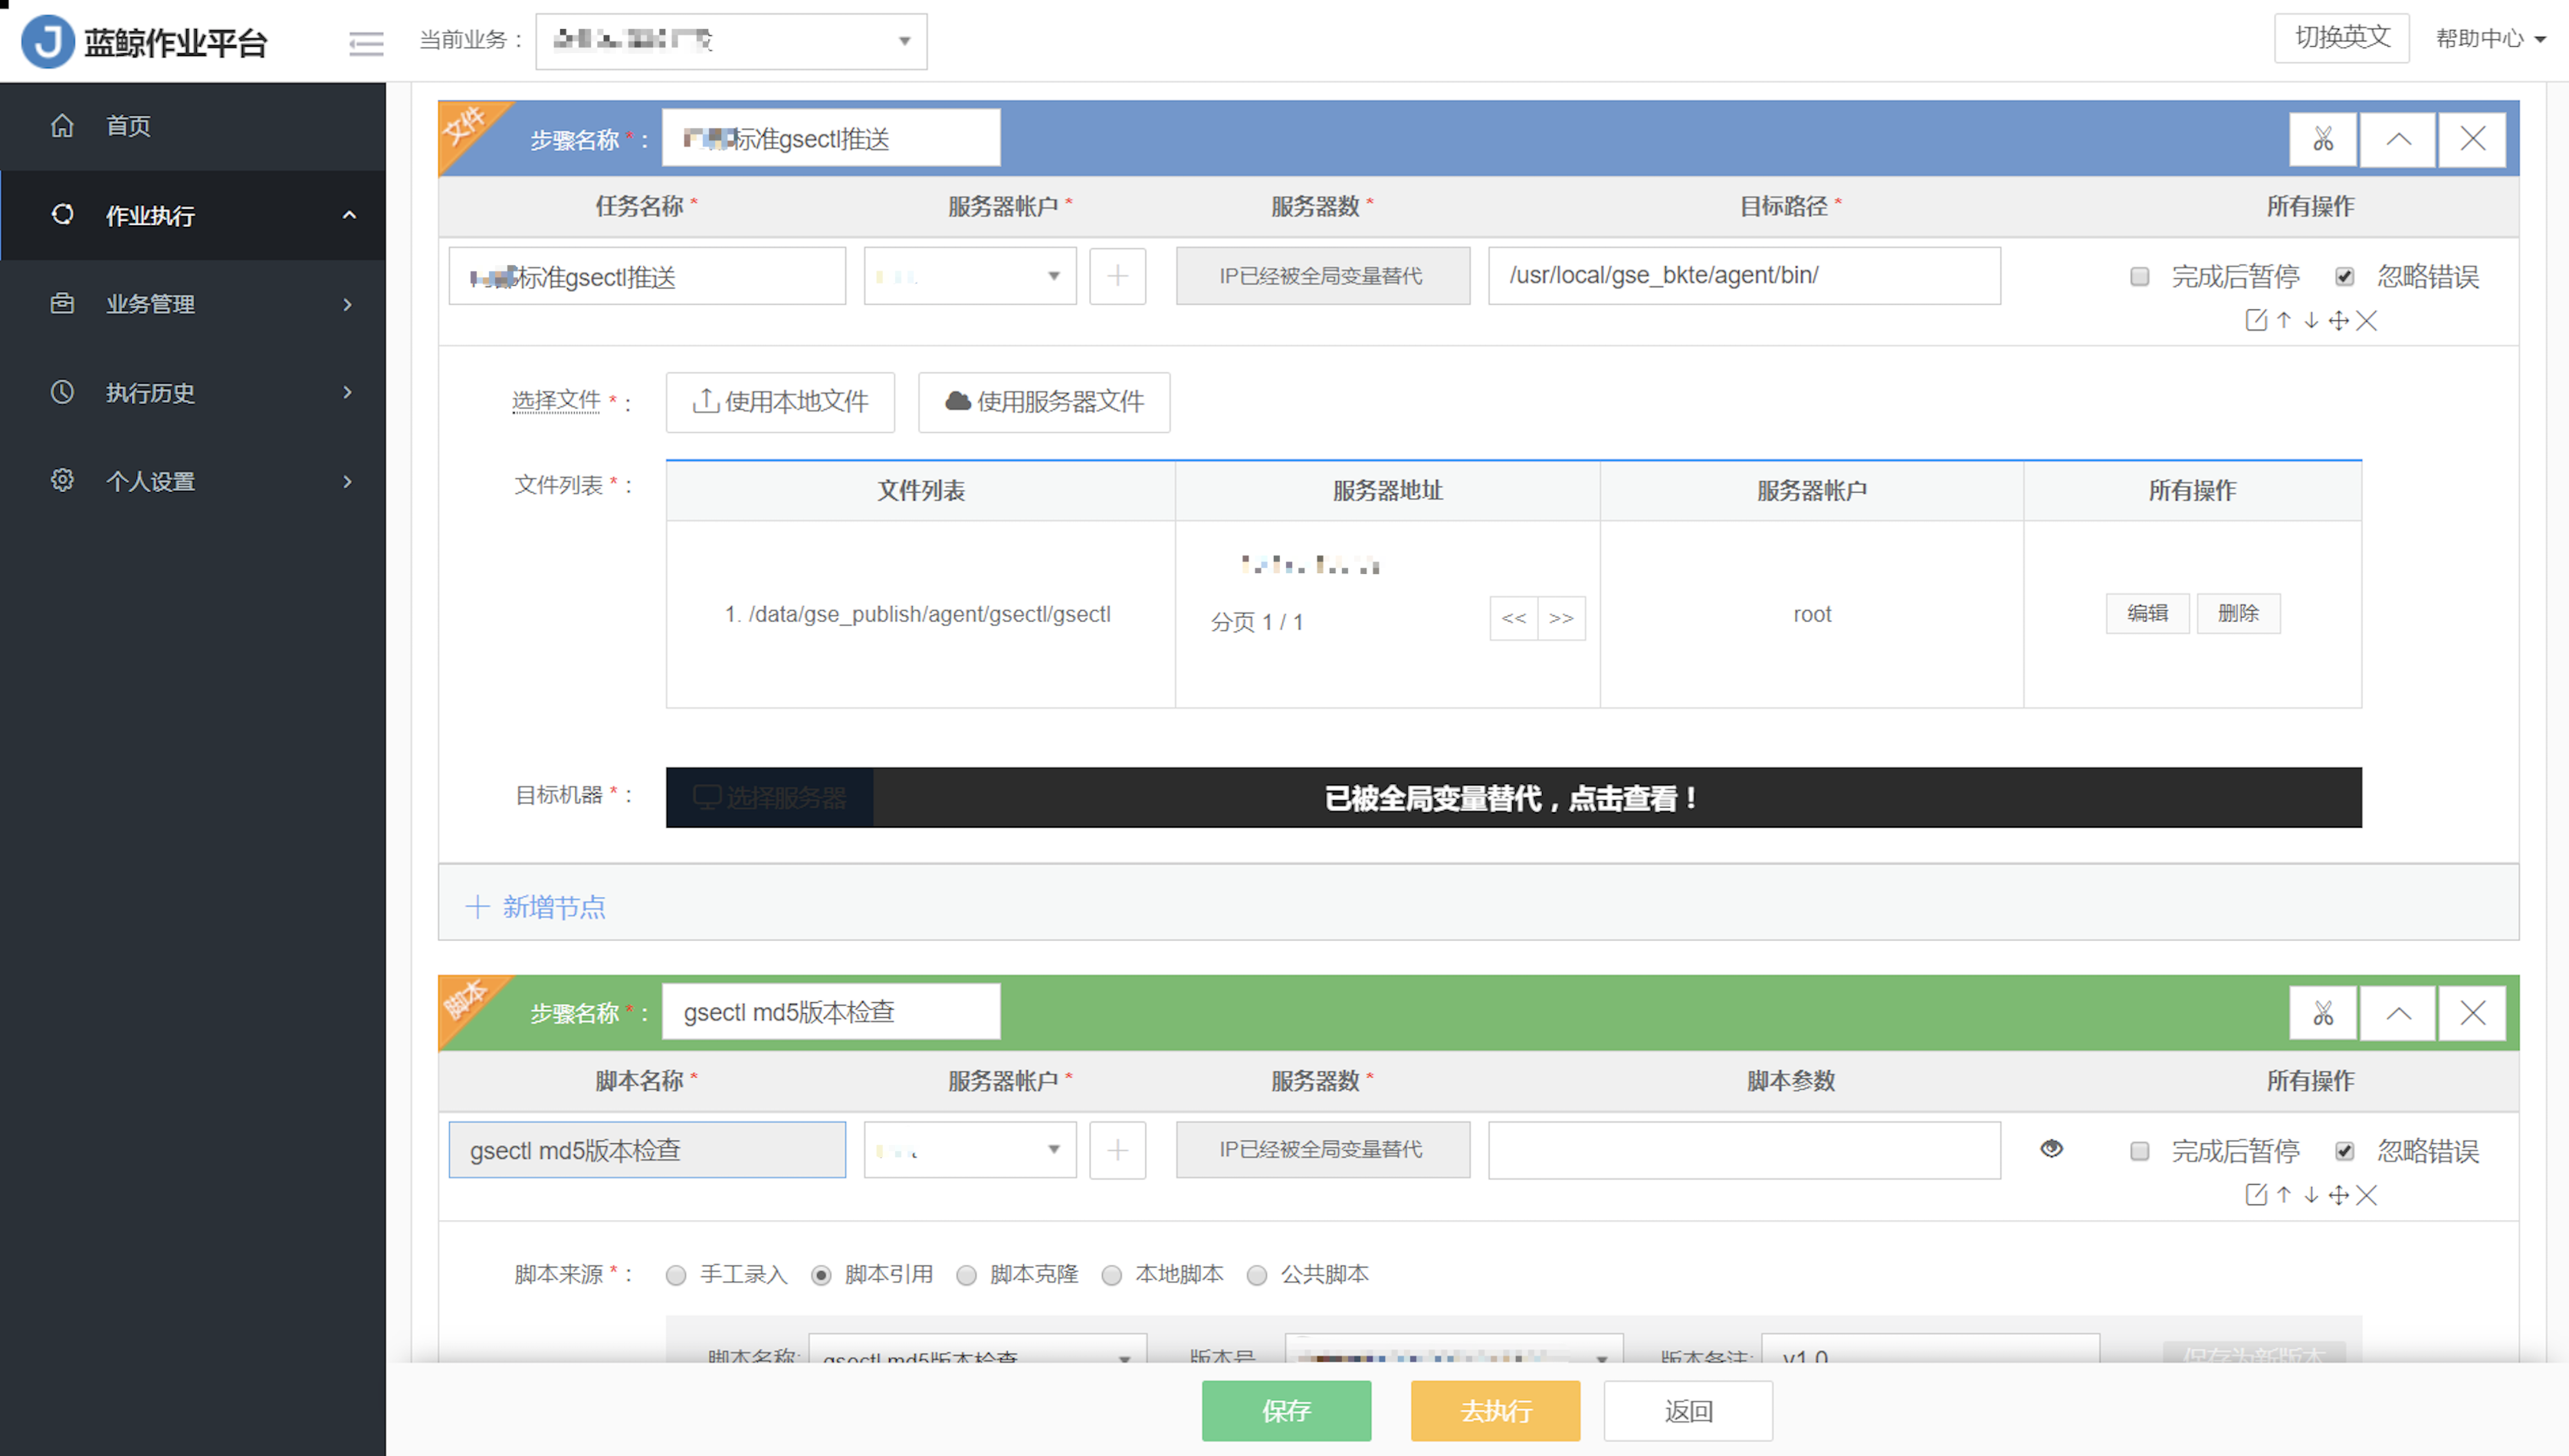 蓝鲸作业平台
当前业务：
切换英文
帮助中心
首页
作业执行
业务管理
执行历史
个人设置
文件
步骤名称*：
标准gsectl推送
任务名称* 服务器帐户* 服务器数* 目标路径* 所有操作
标准gsectl推送
IP已经被全局变量替代
/usr/local/gse_bkte/agent/bin/
完成后暂停 忽略错误
选择文件*：
使用本地文件
使用服务器文件
文件列表*：
文件列表 服务器地址 服务器帐户 所有操作
1. /data/gse_publish/agent/gsectl/gsectl
分页 1 / 1
<< >>
root
编辑 删除
目标机器*：
选择服务器
已被全局变量替代，点击查看！
新增节点
脚本
步骤名称*：
gsectl md5版本检查
脚本名称* 服务器帐户* 服务器数* 脚本参数 所有操作
gsectl md5版本检查
IP已经被全局变量替代
完成后暂停 忽略错误
脚本来源*：
手工录入 脚本引用 脚本克隆 本地脚本 公共脚本
脚本名称: gsectl md5版本检查 版本号 版本备注: v1.0 保存为新版本
保存 去执行 返回